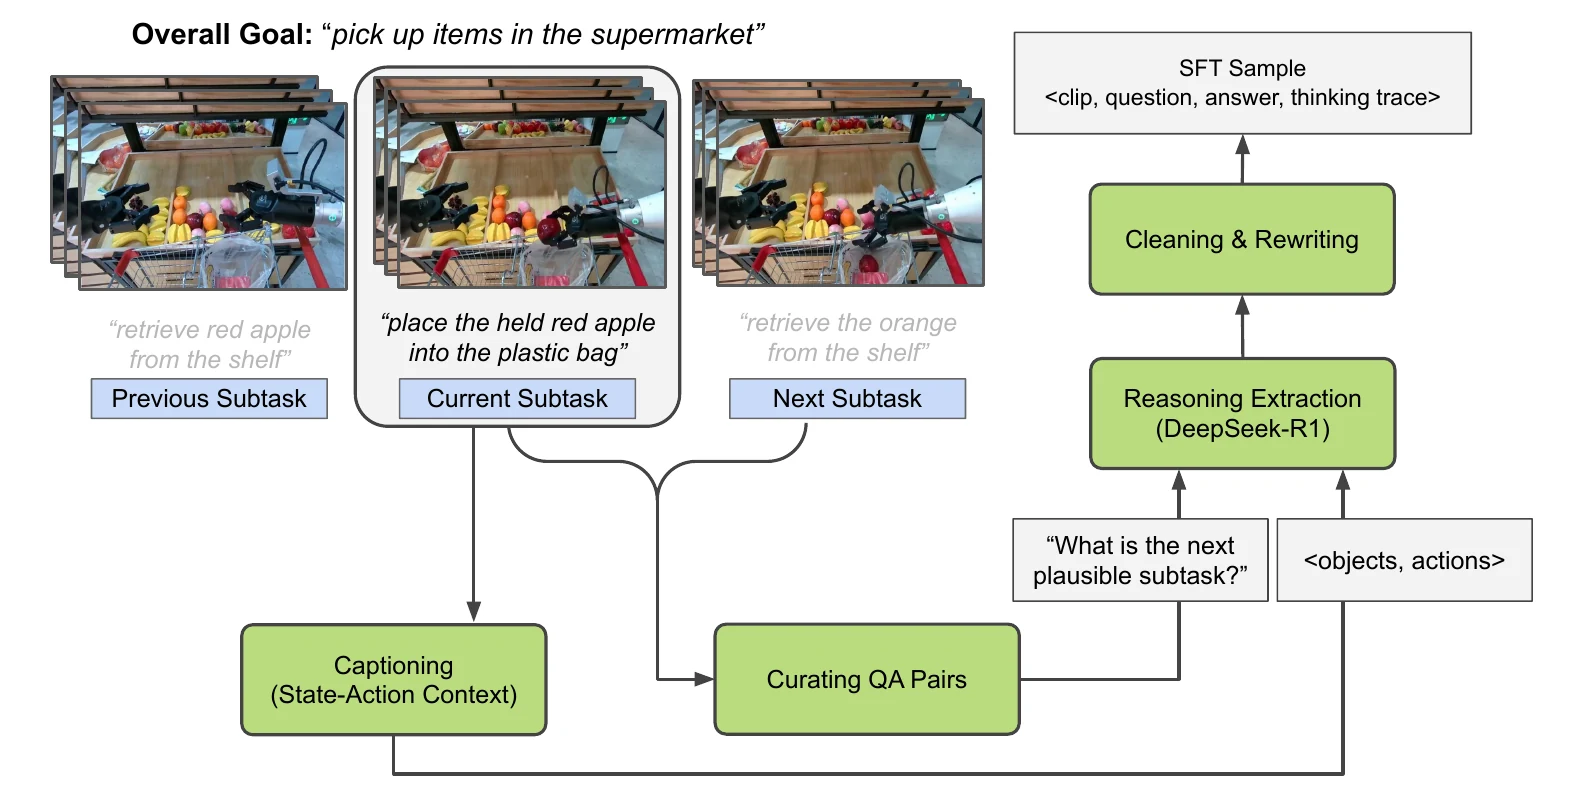 Overall Goal: “pick up items in the supermarket”
“retrieve red apple
from the shelf”
Previous Subtask
“place the held red apple
into the plastic bag”
Current Subtask
“retrieve the orange
from the shelf”
Next Subtask
Captioning
(State-Action Context)
Curating QA Pairs
“What is the next
plausible subtask?”
<objects, actions>
Reasoning Extraction
(DeepSeek-R1)
Cleaning & Rewriting
SFT Sample
<clip, question, answer, thinking trace>